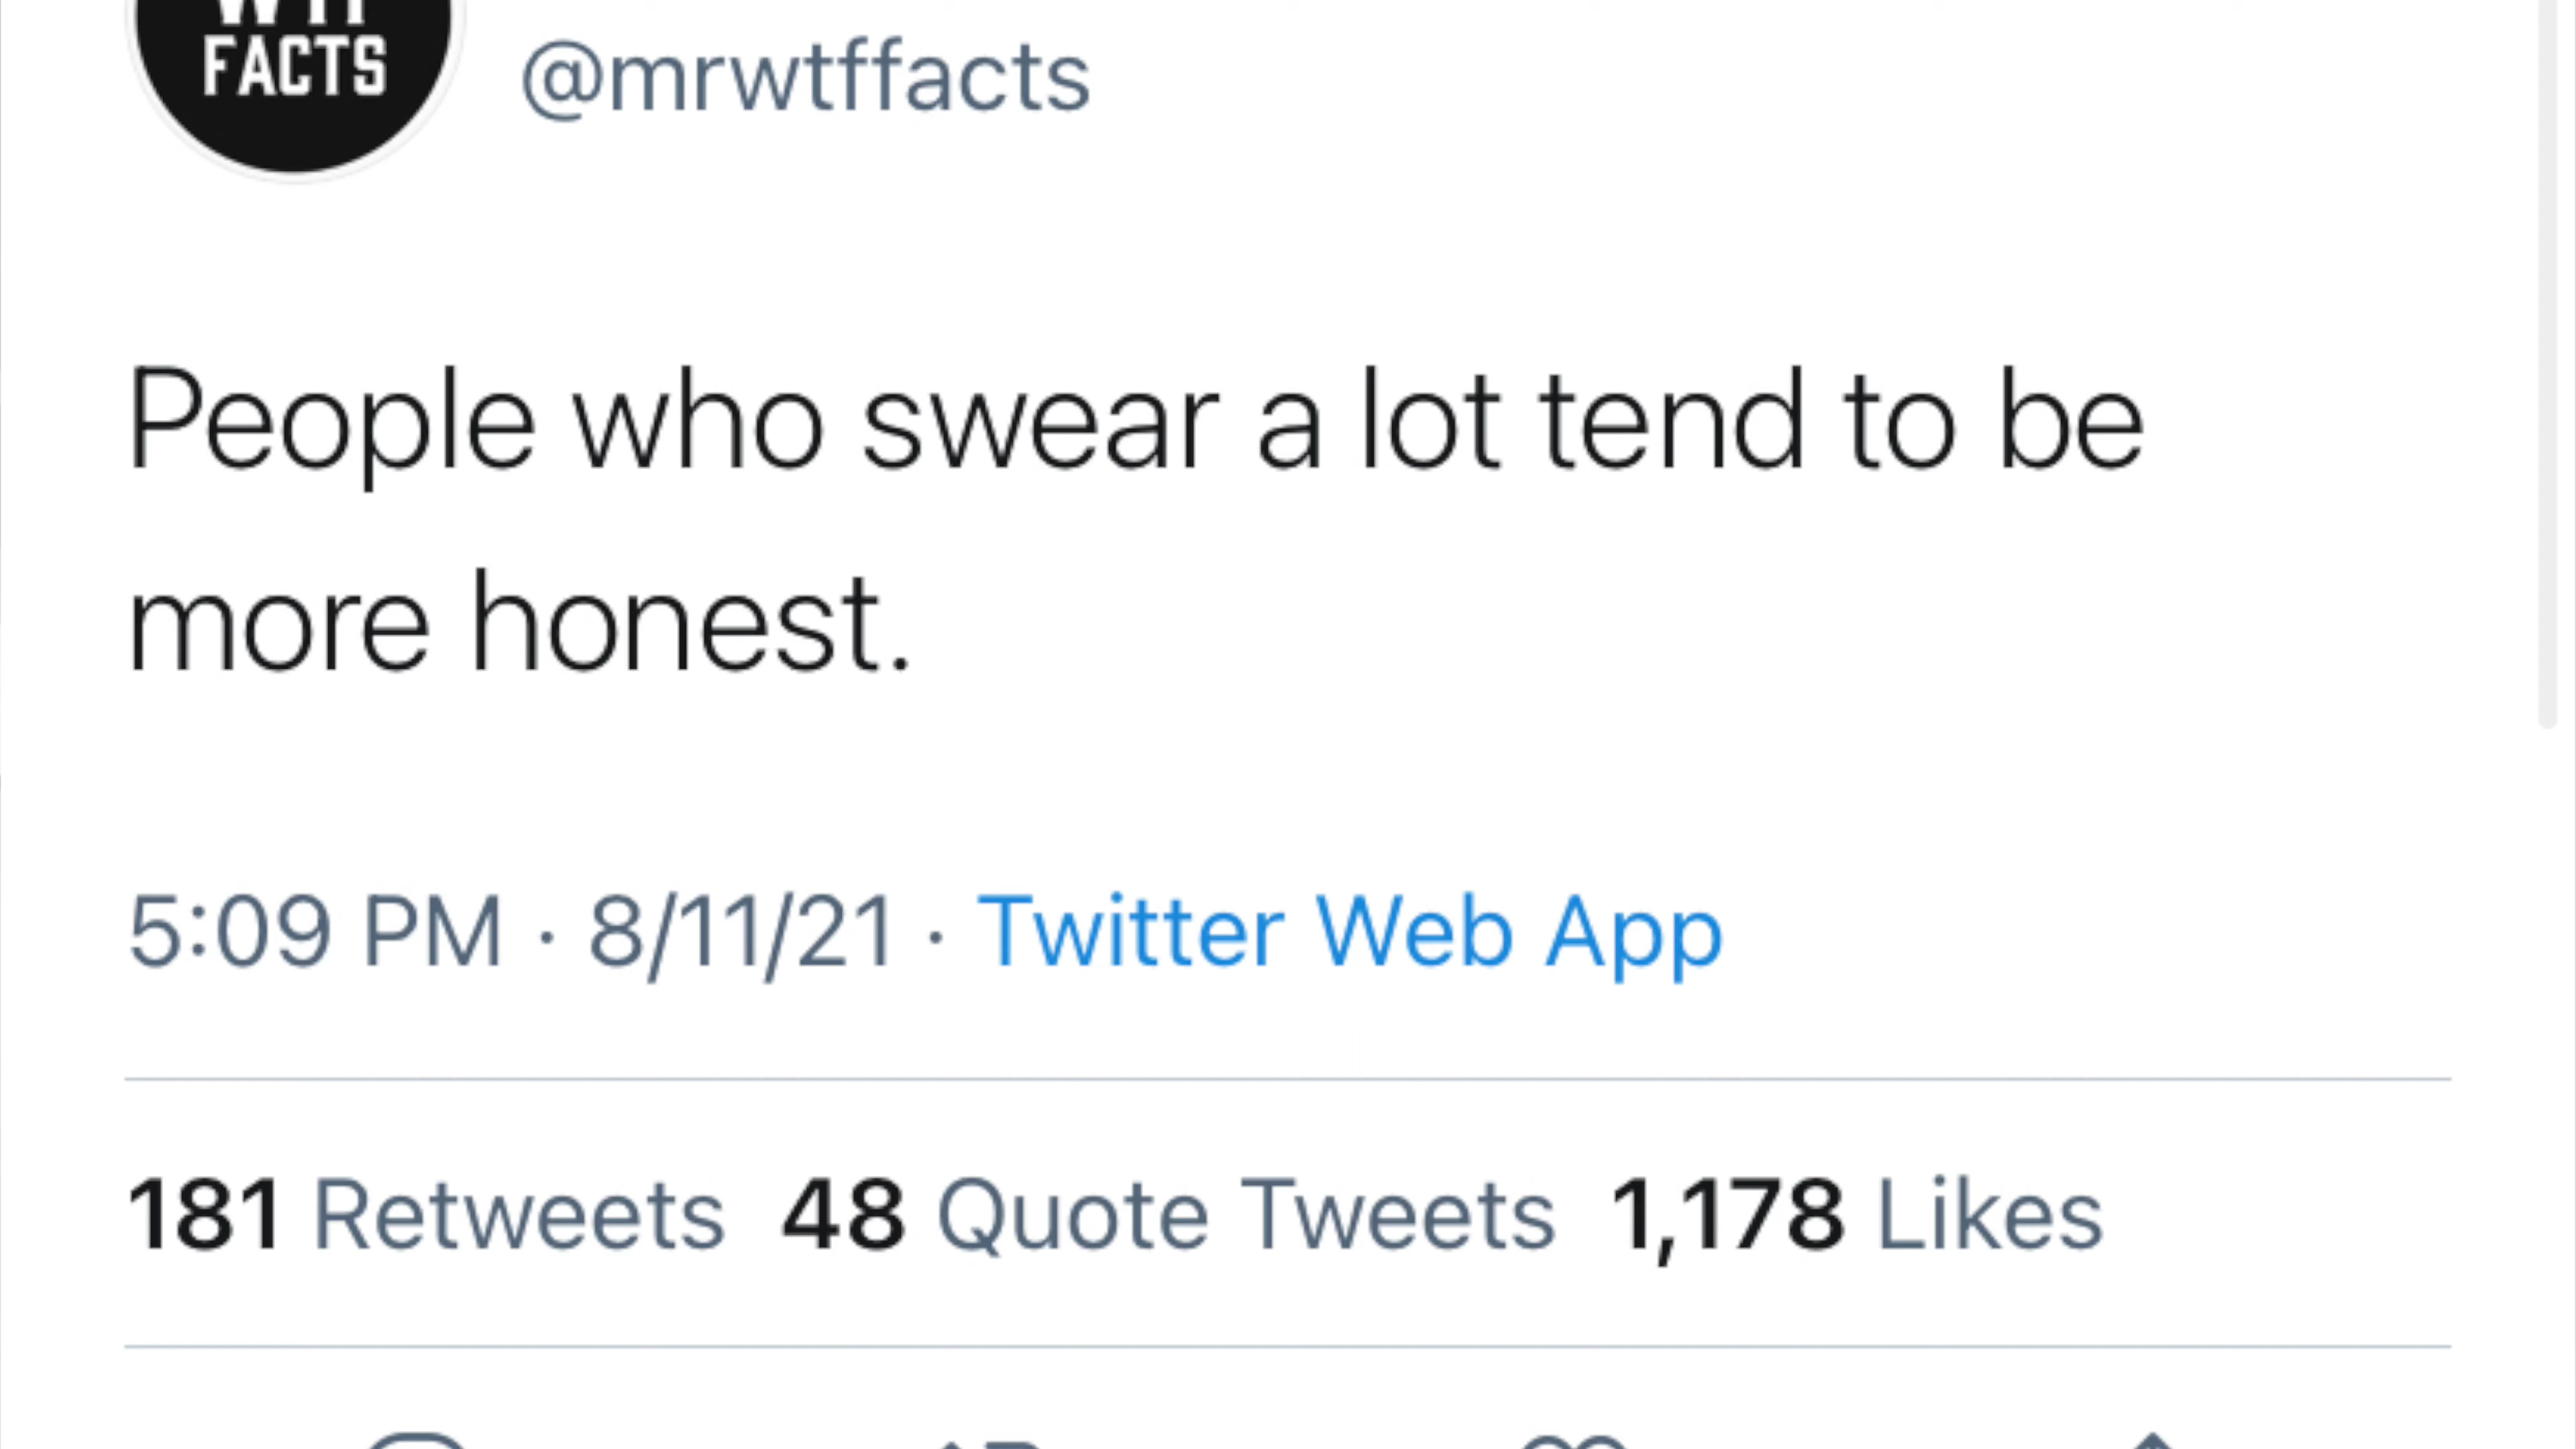 FACTS
@mrwtffacts
People who swear a lot tend to be
more honest.
5:09 PM · 8/11/21 · Twitter Web App
181 Retweets 48 Quote Tweets 1,178 Likes